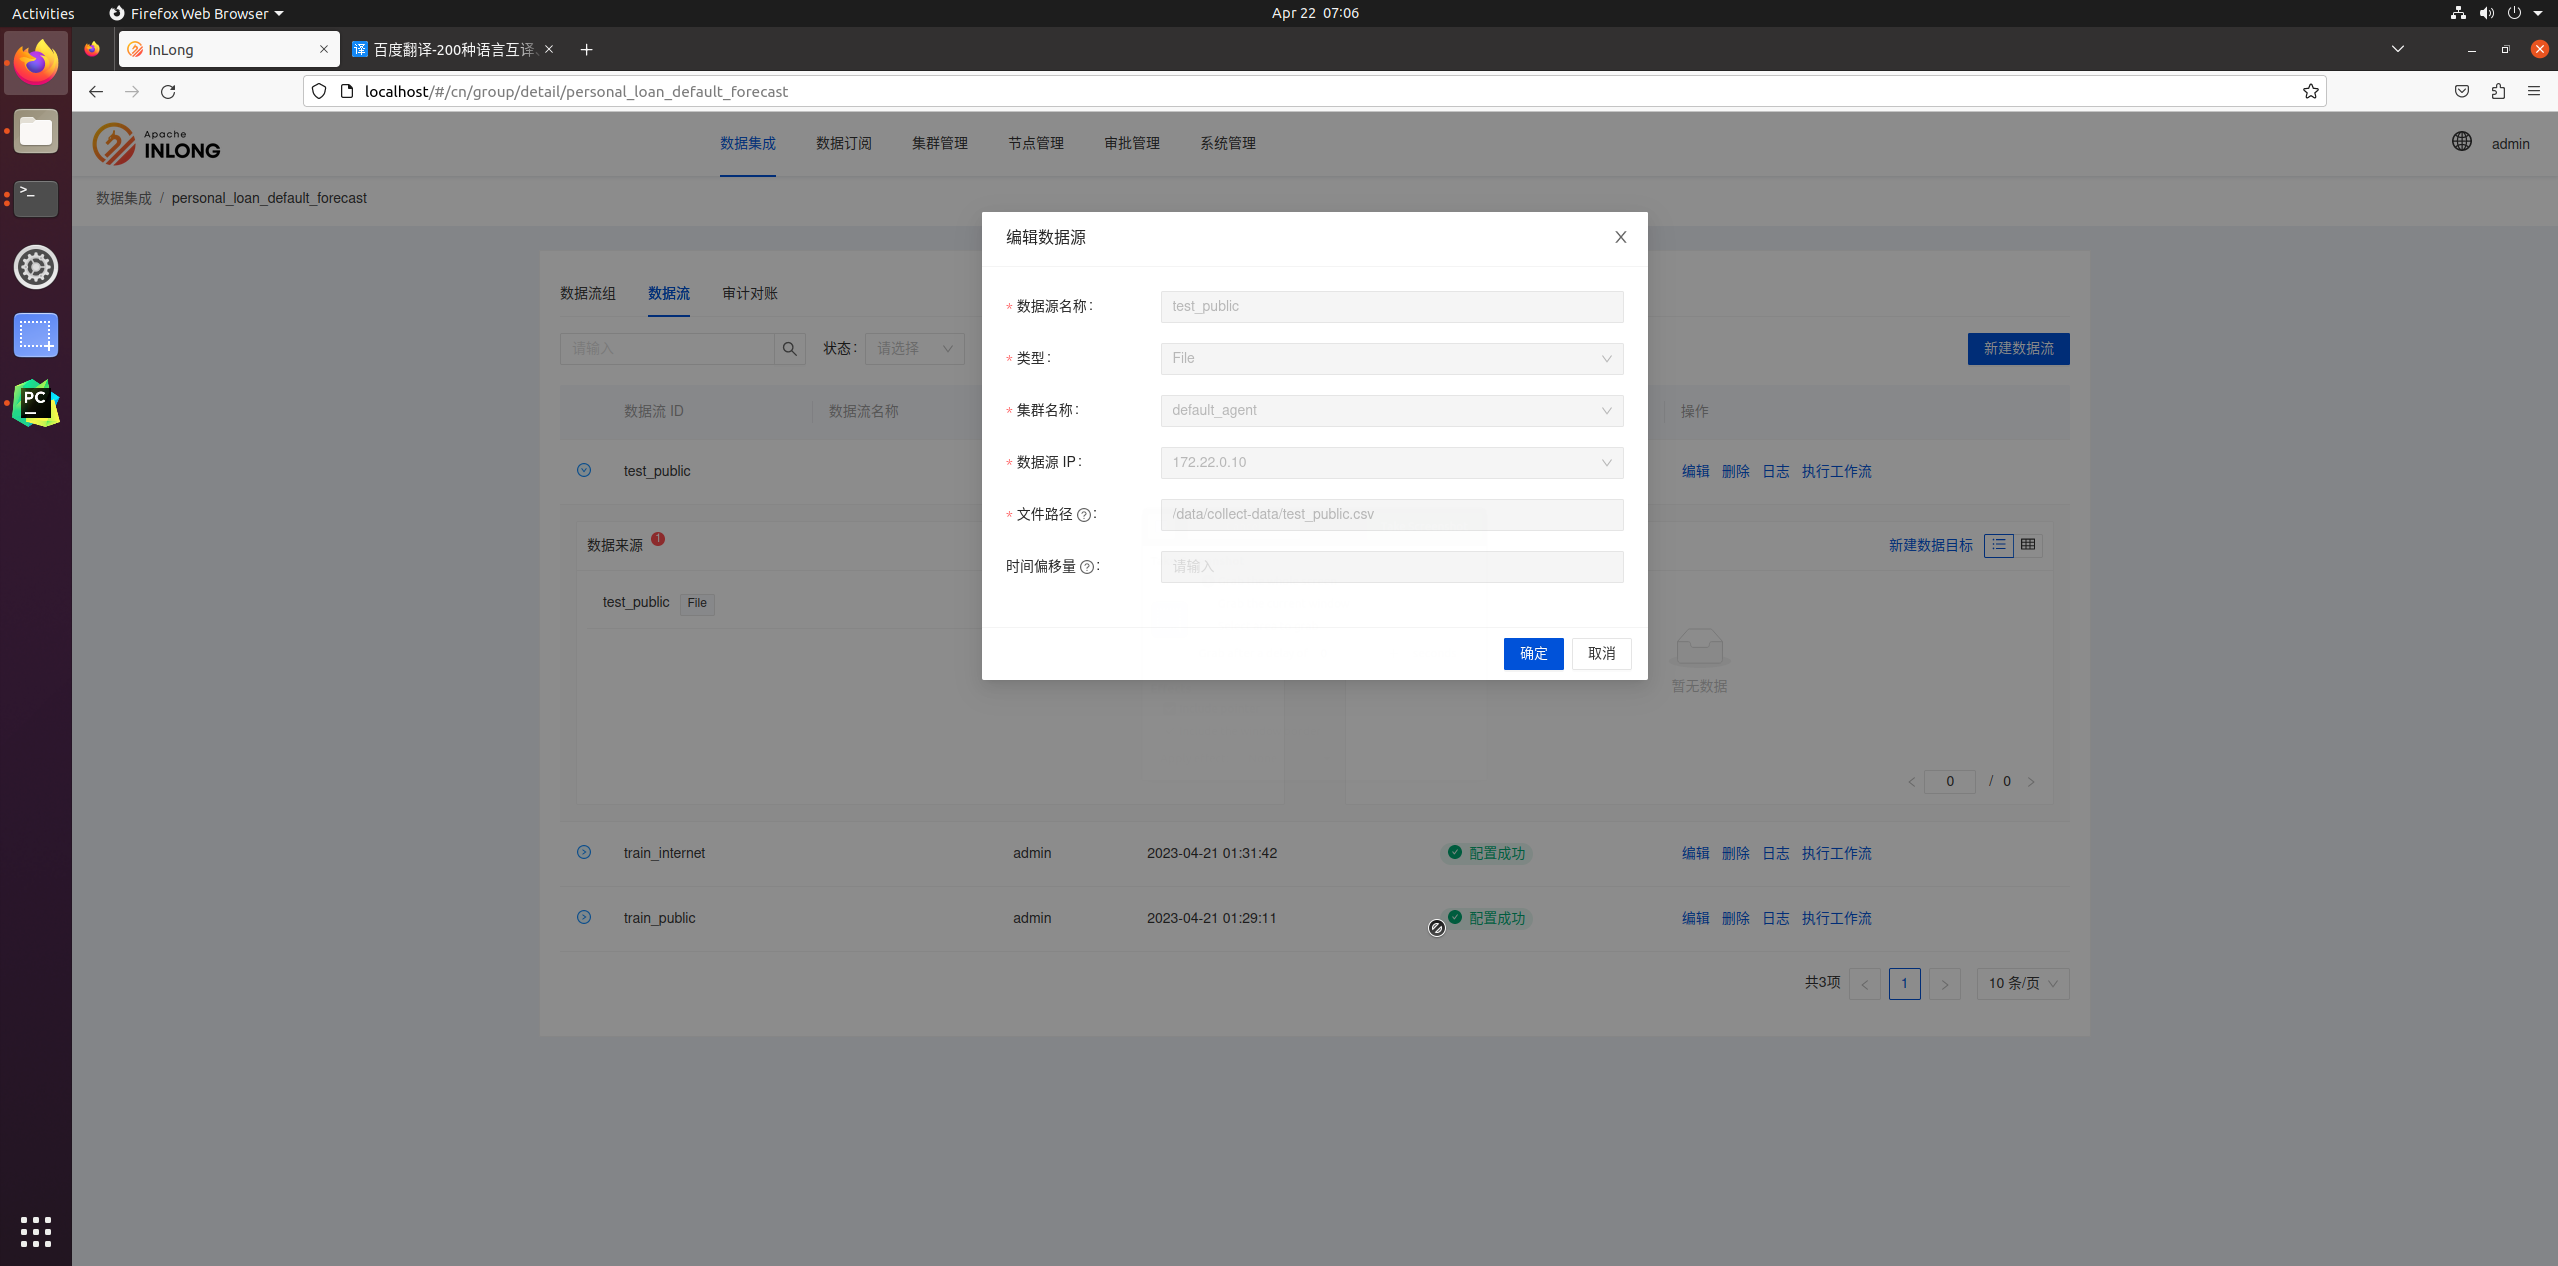 Activities
Firefox Web Browser
Apr 22 07:06
InLong
百度翻译-200种语言互译、
localhost/#/cn/group/detail/personal_loan_default_forecast
Apache
INLONG
数据集成
数据订阅
集群管理
节点管理
审批管理
系统管理
admin
数据集成 / personal_loan_default_forecast
编辑数据源
* 数据源名称: test_public
* 类型: File
* 集群名称: default_agent
* 数据源 IP: 172.22.0.10
* 文件路径 ?: /data/collect-data/test_public.csv
时间偏移量 ?: 请输入
确定
取消
数据流组
数据流
审计对账
请输入
状态: 请选择
新建数据流
数据流 ID
数据流名称
操作
test_public
编辑 删除 日志 执行工作流
数据来源 1
新建数据目标
test_public File
暂无数据
0 / 0
train_internet admin 2023-04-21 01:31:42 配置成功 编辑 删除 日志 执行工作流
train_public admin 2023-04-21 01:29:11 配置成功 编辑 删除 日志 执行工作流
共3项 < 1 > 10 条/页
>_
PC